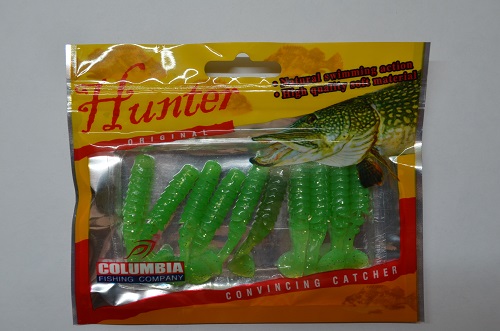 Hunter
ORIGINAL
• Natural swimming action
• High quality soft material
COLUMBIA
FISHING COMPANY
CONVINCING CATCHER